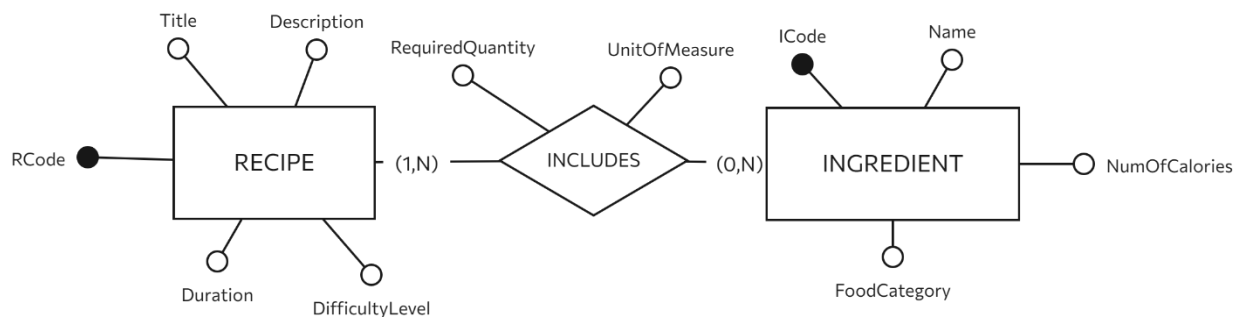 Title
Description
RequiredQuantity
UnitOfMeasure
ICode
Name
RCode
RECIPE
(1,N)
INCLUDES
(0,N)
INGREDIENT
NumOfCalories
Duration
DifficultyLevel
FoodCategory